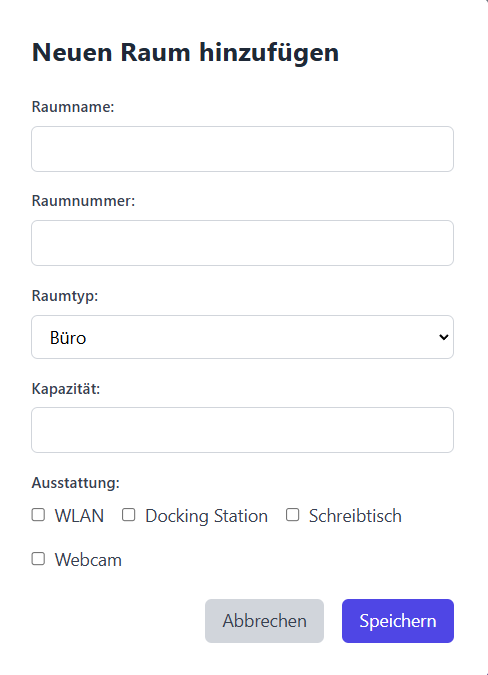 Neuen Raum hinzufügen
Raumname:
Raumnummer:
Raumtyp:
Büro
Kapazität:
Ausstattung:
WLAN Docking Station Schreibtisch
Webcam
Abbrechen Speichern